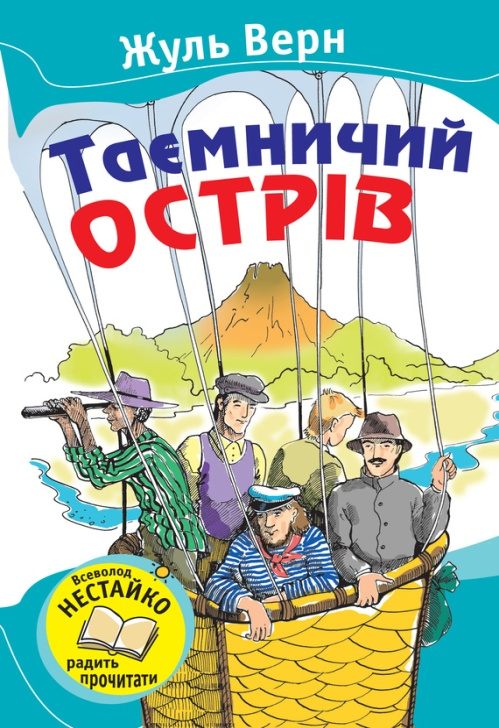 Жуль Верн
Таємничий
ОСТРІВ
Всеволод
НЕСТАЙКО
радить
прочитати